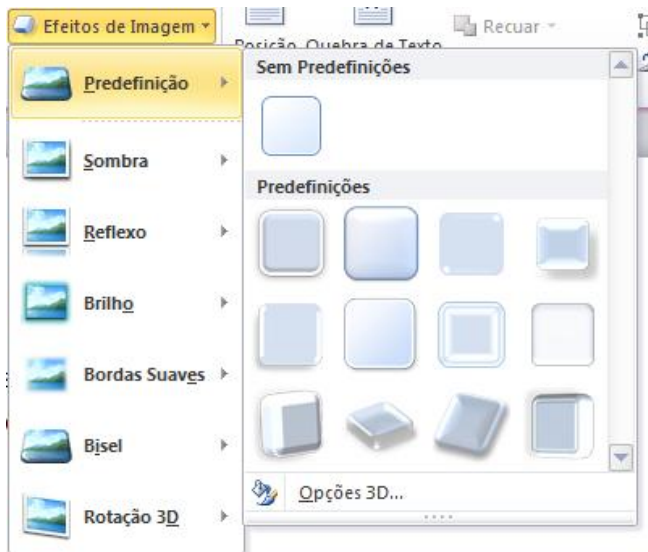 Efeitos de Imagem
Posição Quebra de Texto
Recuar
Predefinição
Sombra
Reflexo
Brilho
Bordas Suaves
Bisel
Rotação 3D
Sem Predefinições
Predefinições
Opções 3D...